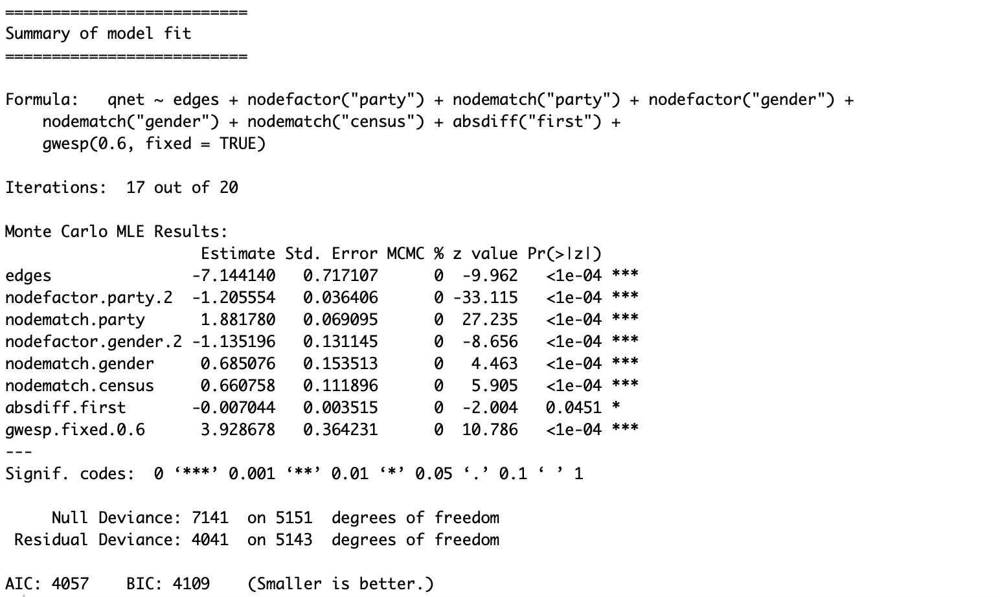 ==========================
Summary of model fit
==========================
Formula:   qnet ~ edges + nodefactor("party") + nodematch("party") + nodefactor("gender") +
    nodematch("gender") + nodematch("census") + absdiff("first") +
    gwesp(0.6, fixed = TRUE)
Iterations:  17 out of 20
Monte Carlo MLE Results:
                     Estimate Std. Error MCMC % z value Pr(>|z|)
edges               -7.144140   0.717107      0  -9.962   <1e-04 ***
nodefactor.party.2  -1.205554   0.036406      0 -33.115   <1e-04 ***
nodematch.party      1.881780   0.069095      0  27.235   <1e-04 ***
nodefactor.gender.2 -1.135196   0.131145      0  -8.656   <1e-04 ***
nodematch.gender     0.685076   0.153513      0   4.463   <1e-04 ***
nodematch.census     0.660758   0.111896      0   5.905   <1e-04 ***
absdiff.first       -0.007044   0.003515      0  -2.004   0.0451 *
gwesp.fixed.0.6      3.928678   0.364231      0  10.786   <1e-04 ***
---
Signif. codes:  0 ‘***’ 0.001 ‘**’ 0.01 ‘*’ 0.05 ‘.’ 0.1 ‘ ’ 1
     Null Deviance: 7141  on 5151  degrees of freedom
 Residual Deviance: 4041  on 5143  degrees of freedom
AIC: 4057    BIC: 4109    (Smaller is better.)